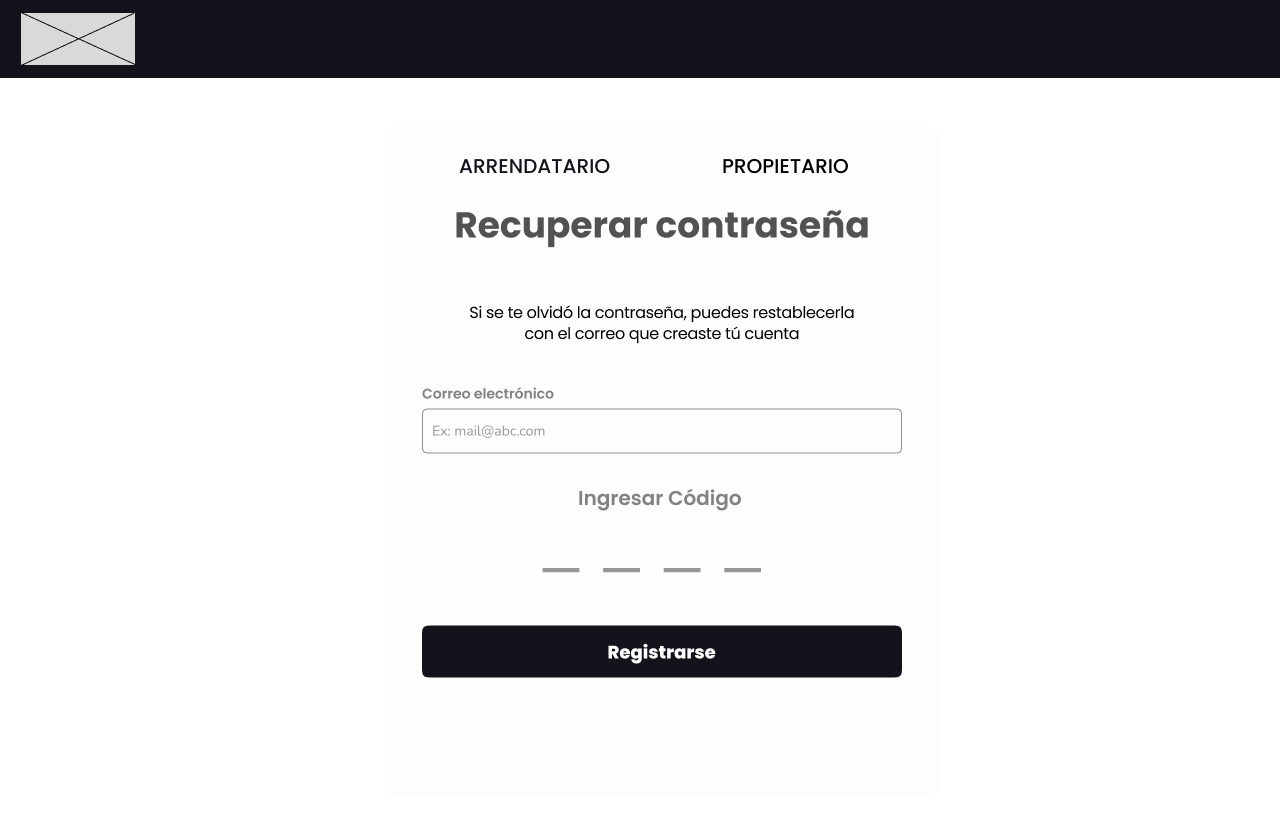 ARRENDATARIO PROPIETARIO
Recuperar contraseña
Si se te olvidó la contraseña, puedes restablecerla
con el correo que creaste tú cuenta
Correo electrónico
Ex: mail@abc.com
Ingresar Código
Registrarse